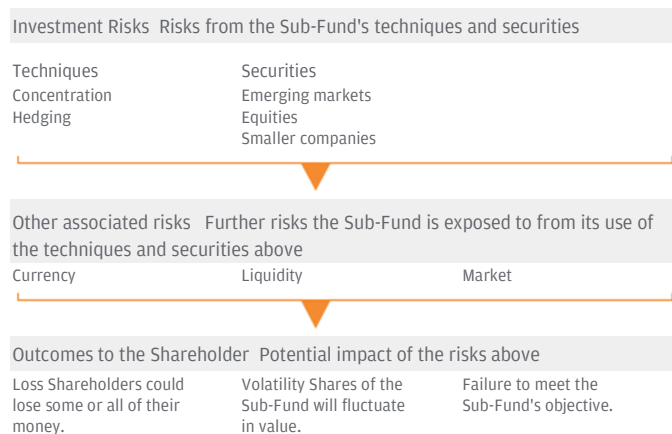 Investment Risks Risks from the Sub-Fund's techniques and securities
Techniques
Concentration
Hedging
Securities
Emerging markets
Equities
Smaller companies
Other associated risks Further risks the Sub-Fund is exposed to from its use of
the techniques and securities above
Currency
Liquidity
Market
Outcomes to the Shareholder Potential impact of the risks above
Loss Shareholders could
lose some or all of their
money.
Volatility Shares of the
Sub-Fund will fluctuate
in value.
Failure to meet the
Sub-Fund's objective.